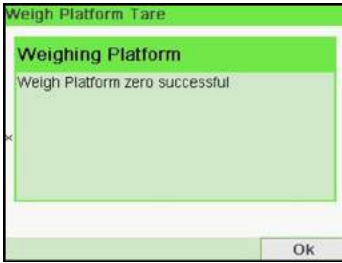 Weigh Platform Tare
Weighing Platform
Weigh Platform zero successful
Ok